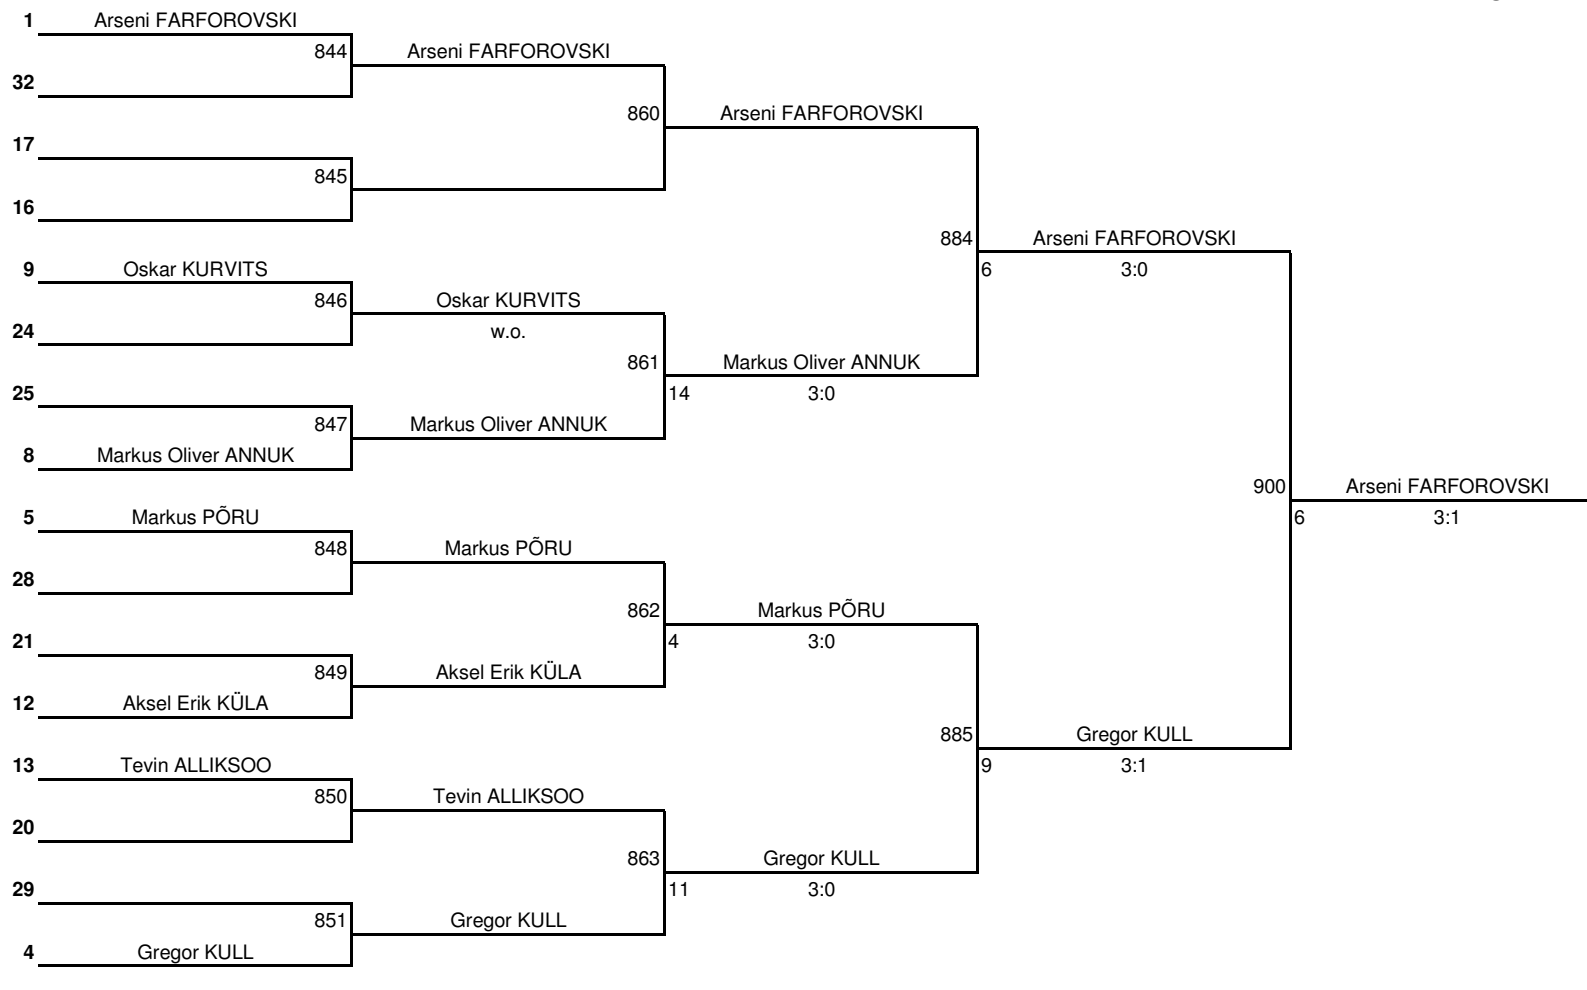 1 Arseni FARFOROVSKI
844 Arseni FARFOROVSKI
32
860 Arseni FARFOROVSKI
17
845
16
884 Arseni FARFOROVSKI
9 Oskar KURVITS
6 3:0
846 Oskar KURVITS
24 w.o.
861 Markus Oliver ANNUK
25
14 3:0
847 Markus Oliver ANNUK
8 Markus Oliver ANNUK
900 Arseni FARFOROVSKI
5 Markus PÕRU
6 3:1
848 Markus PÕRU
28
862 Markus PÕRU
21
4 3:0
849 Aksel Erik KÜLA
12 Aksel Erik KÜLA
885 Gregor KULL
13 Tevin ALLIKSOO
9 3:1
850 Tevin ALLIKSOO
20
863 Gregor KULL
29
11 3:0
851 Gregor KULL
4 Gregor KULL